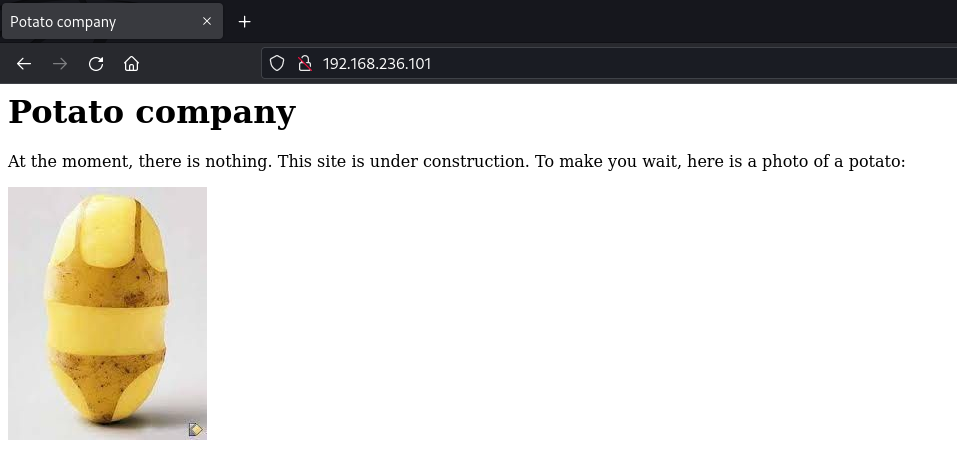 Potato company
192.168.236.101
Potato company
At the moment, there is nothing. This site is under construction. To make you wait, here is a photo of a potato: